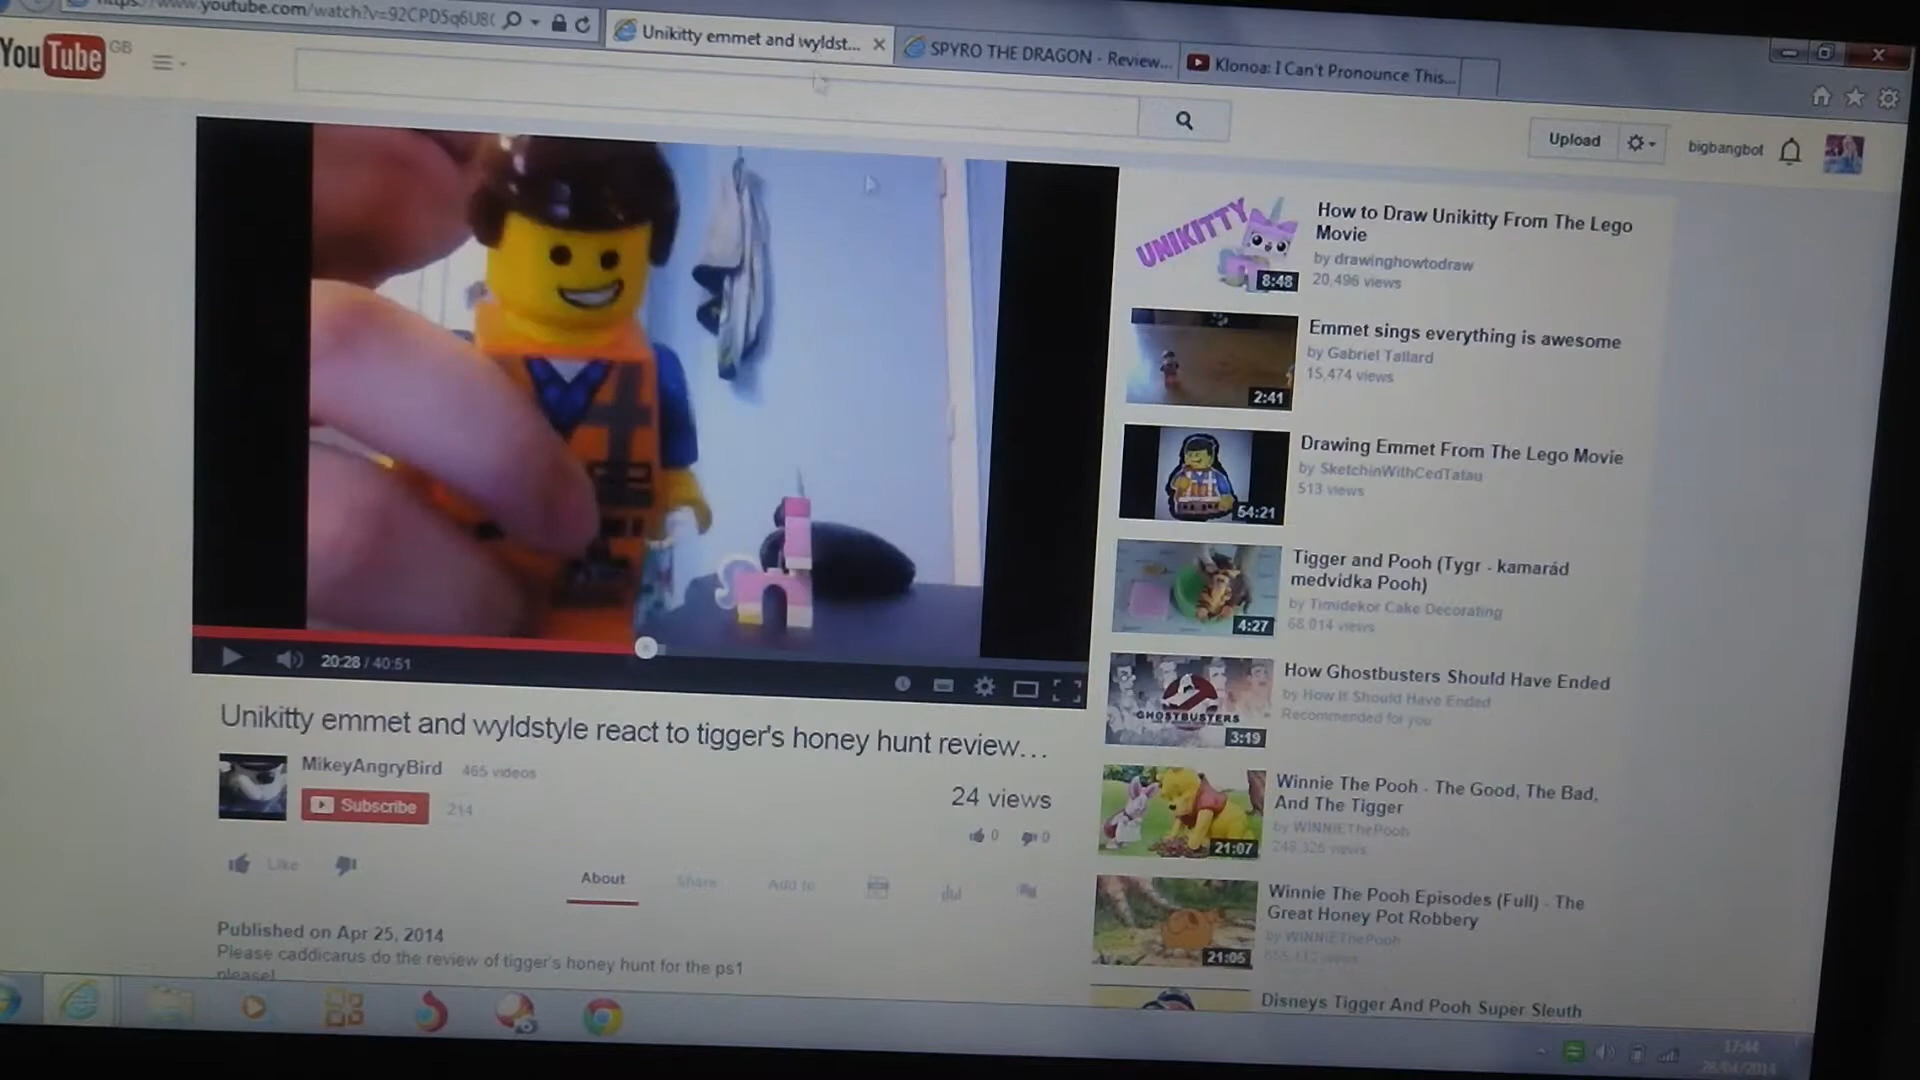 https://www.youtube.com/watch?v=92CPD5q6U8
Unikitty emmet and wyldst...
SPYRO THE DRAGON - Review...
Klonoa: I Can't Pronounce This...
YouTube GB
Upload
bigbangbot
UNIKITTY
8:48
How to Draw Unikitty From The Lego
Movie
by drawinghowtodraw
20,496 views
2:41
Emmet sings everything is awesome
by Gabriel Tallard
15,474 views
54:21
Drawing Emmet From The Lego Movie
by SketchinWithCedTatau
513 views
4:27
Tigger and Pooh (Tygr - kamarád
medvidka Pooh)
by Timidekor Cake Decorating
68,014 views
GHOSTBUSTERS
3:19
How Ghostbusters Should Have Ended
by How It Should Have Ended
Recommended for you
21:07
Winnie The Pooh - The Good, The Bad,
And The Tigger
by WINNIEThePooh
248,326 views
21:05
Winnie The Pooh Episodes (Full) - The
Great Honey Pot Robbery
by WINNIEThePooh
Disneys Tigger And Pooh Super Sleuth
20:28 / 40:51
Unikitty emmet and wyldstyle react to tigger's honey hunt review...
MikeyAngryBird 465 videos
Subscribe 214
24 views
0 0
Like
About Share Add to
Published on Apr 25, 2014
Please caddicarus do the review of tigger's honey hunt for the ps1
please!
17:44
28/04/2014